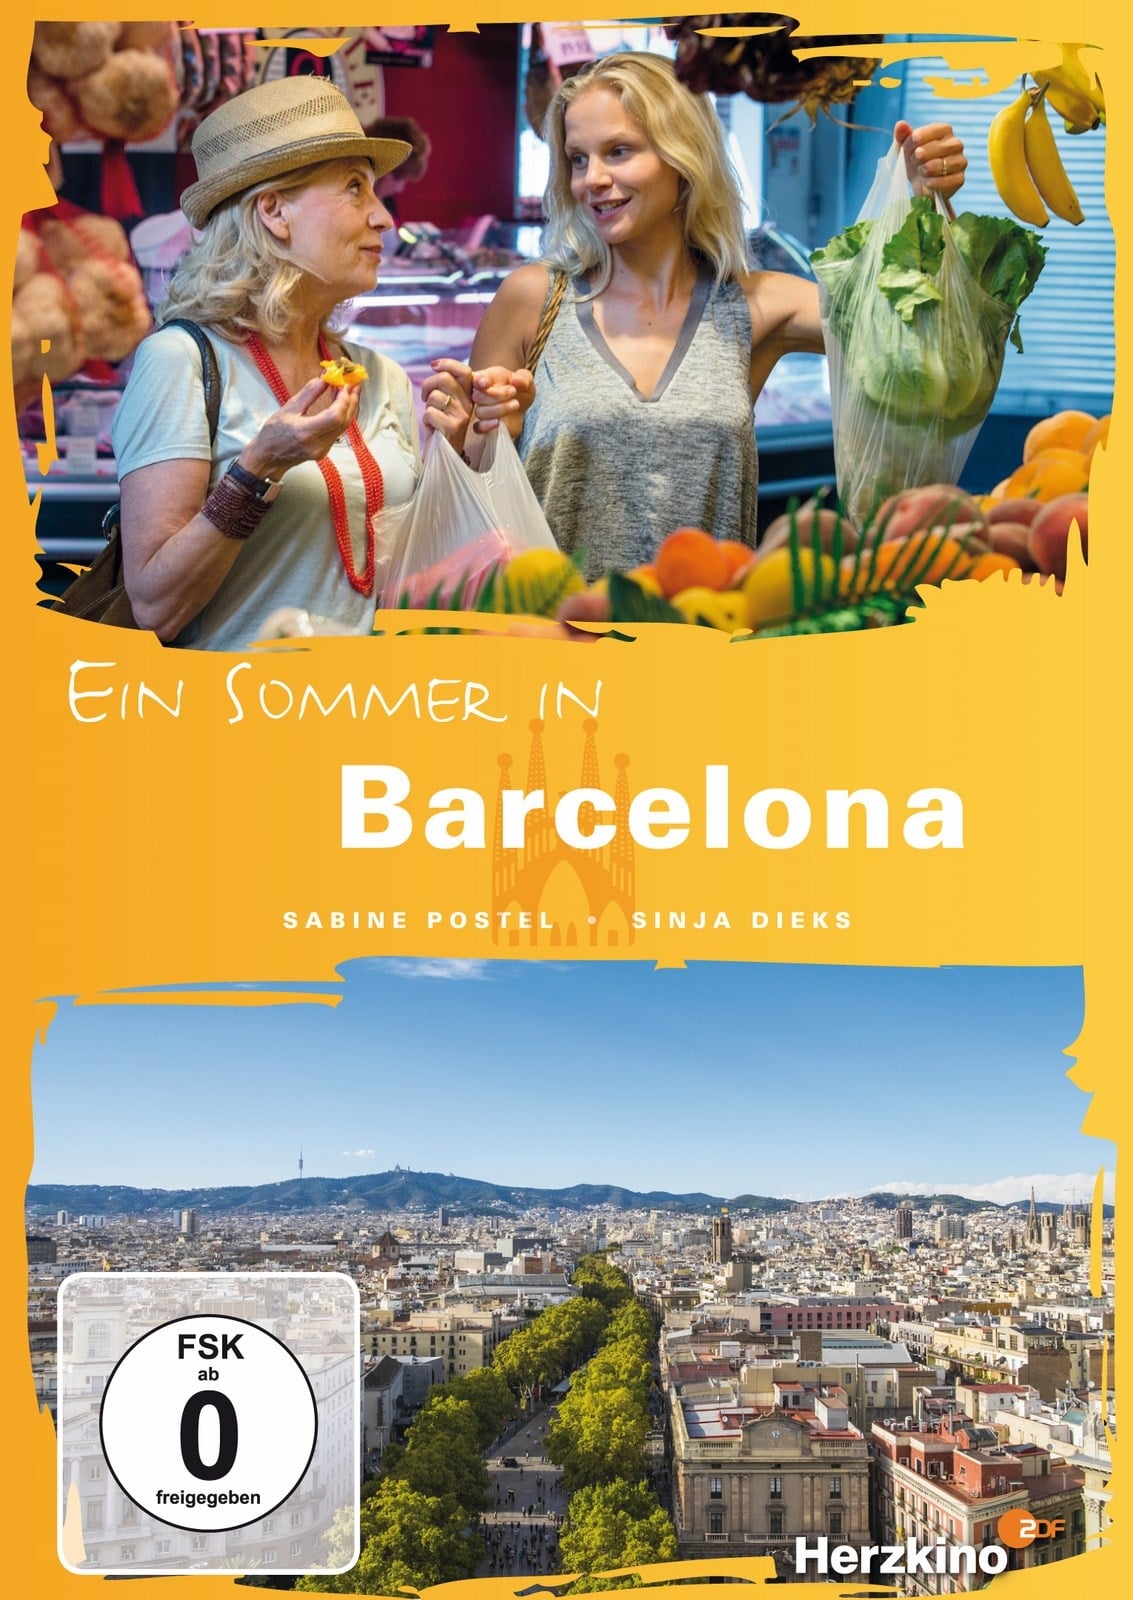 Ein Sommer in
Barcelona
SABINE POSTEL • SINJA DIEKS
FSK
ab
0
freigegeben
ZDF
Herzkino